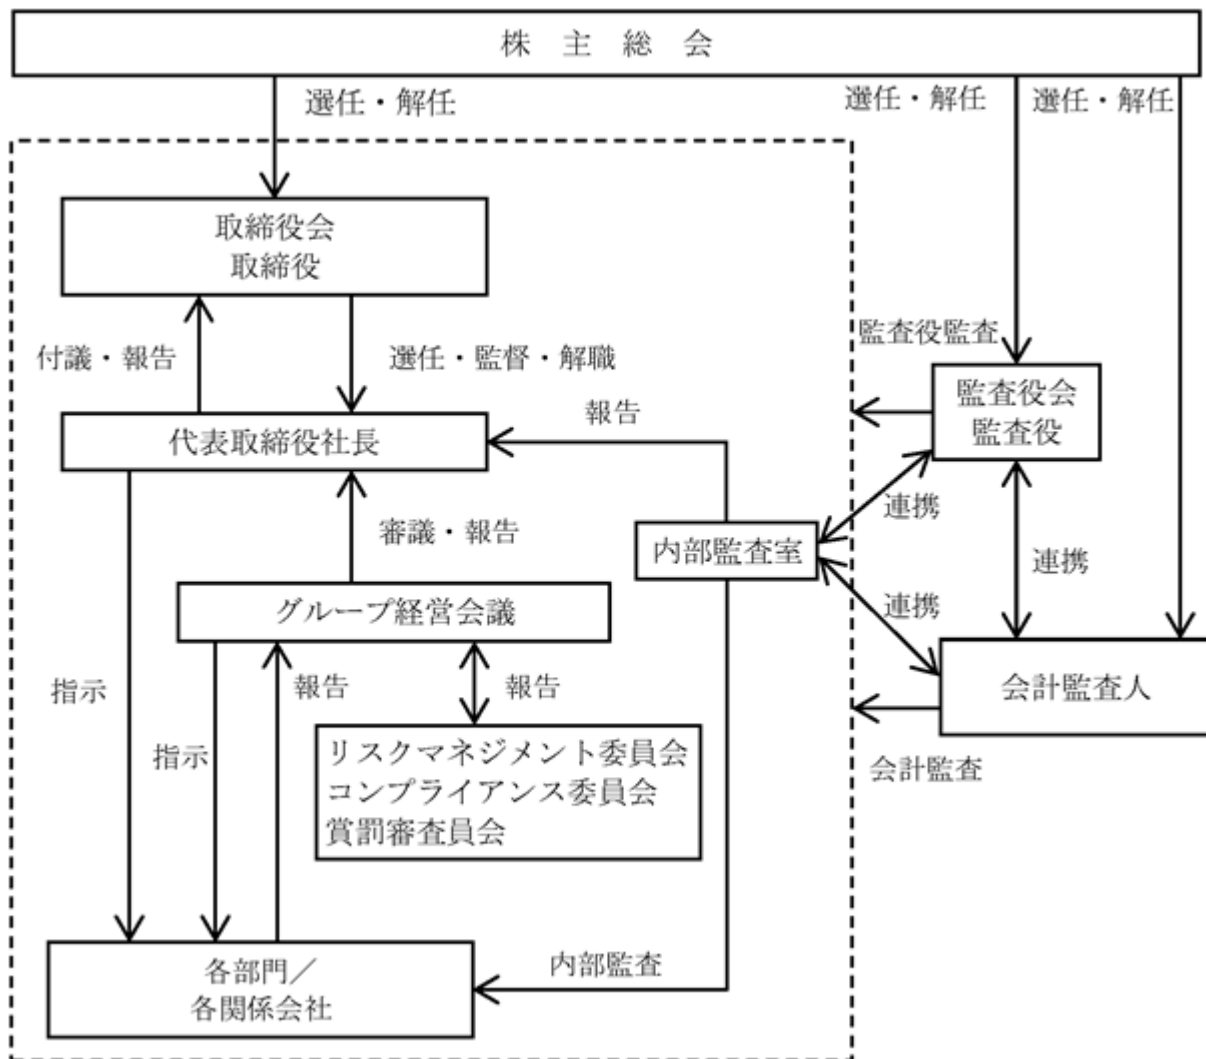 株主総会
選任・解任
選任・解任
選任・解任
取締役会
取締役
監査役監査
付議・報告
選任・監督・解職
監査役会
監査役
報告
代表取締役社長
連携
審議・報告
内部監査室
連携
グループ経営会議
連携
報告
報告
会計監査人
指示
指示
リスクマネジメント委員会
コンプライアンス委員会
賞罰審査員会
会計監査
各部門／
各関係会社
内部監査